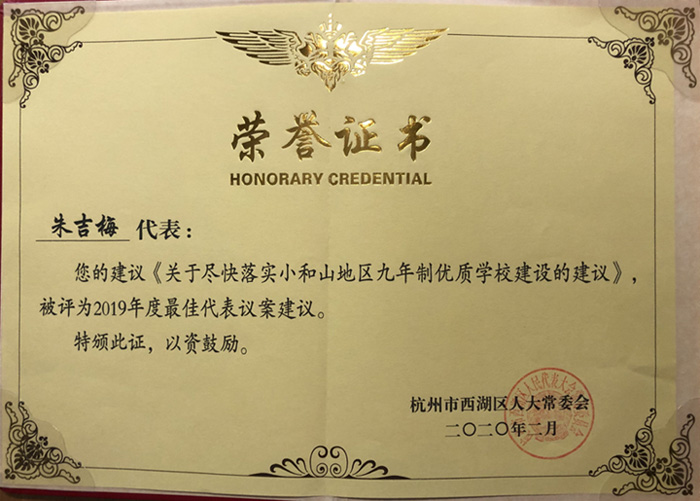 荣誉证书
HONORARY CREDENTIAL
朱吉梅 代表：
您的建议《关于尽快落实小和山地区九年制优质学校建设的建议》，
被评为2019年度最佳代表议案建议。
特颁此证，以资鼓励。
杭州市西湖区人大常委会
二〇二〇年二月